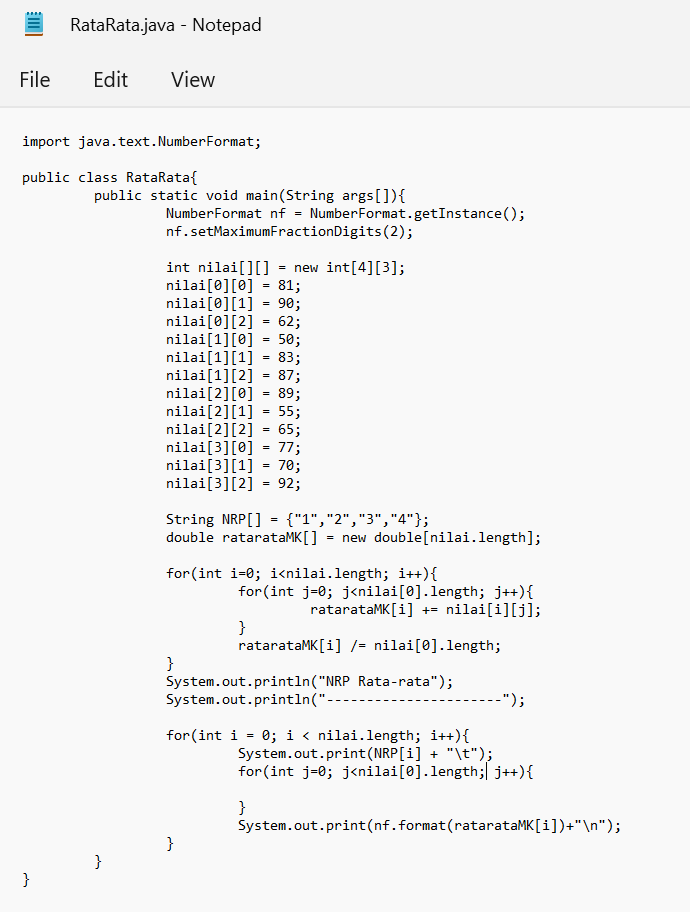 RataRata.java - Notepad
File Edit View
import java.text.NumberFormat;
public class RataRata{
public static void main(String args[]){
NumberFormat nf = NumberFormat.getInstance();
nf.setMaximumFractionDigits(2);
int nilai[][] = new int[4][3];
nilai[0][0] = 81;
nilai[0][1] = 90;
nilai[0][2] = 62;
nilai[1][0] = 50;
nilai[1][1] = 83;
nilai[1][2] = 87;
nilai[2][0] = 89;
nilai[2][1] = 55;
nilai[2][2] = 65;
nilai[3][0] = 77;
nilai[3][1] = 70;
nilai[3][2] = 92;
String NRP[] = {"1","2","3","4"};
double ratarataMK[] = new double[nilai.length];
for(int i=0; i<nilai.length; i++){
for(int j=0; j<nilai[0].length; j++){
ratarataMK[i] += nilai[i][j];
}
ratarataMK[i] /= nilai[0].length;
}
System.out.println("NRP Rata-rata");
System.out.println("----------------------");
for(int i = 0; i < nilai.length; i++){
System.out.print(NRP[i] + "\t");
for(int j=0; j<nilai[0].length; j++){
}
System.out.print(nf.format(ratarataMK[i])+"\n");
}
}
}